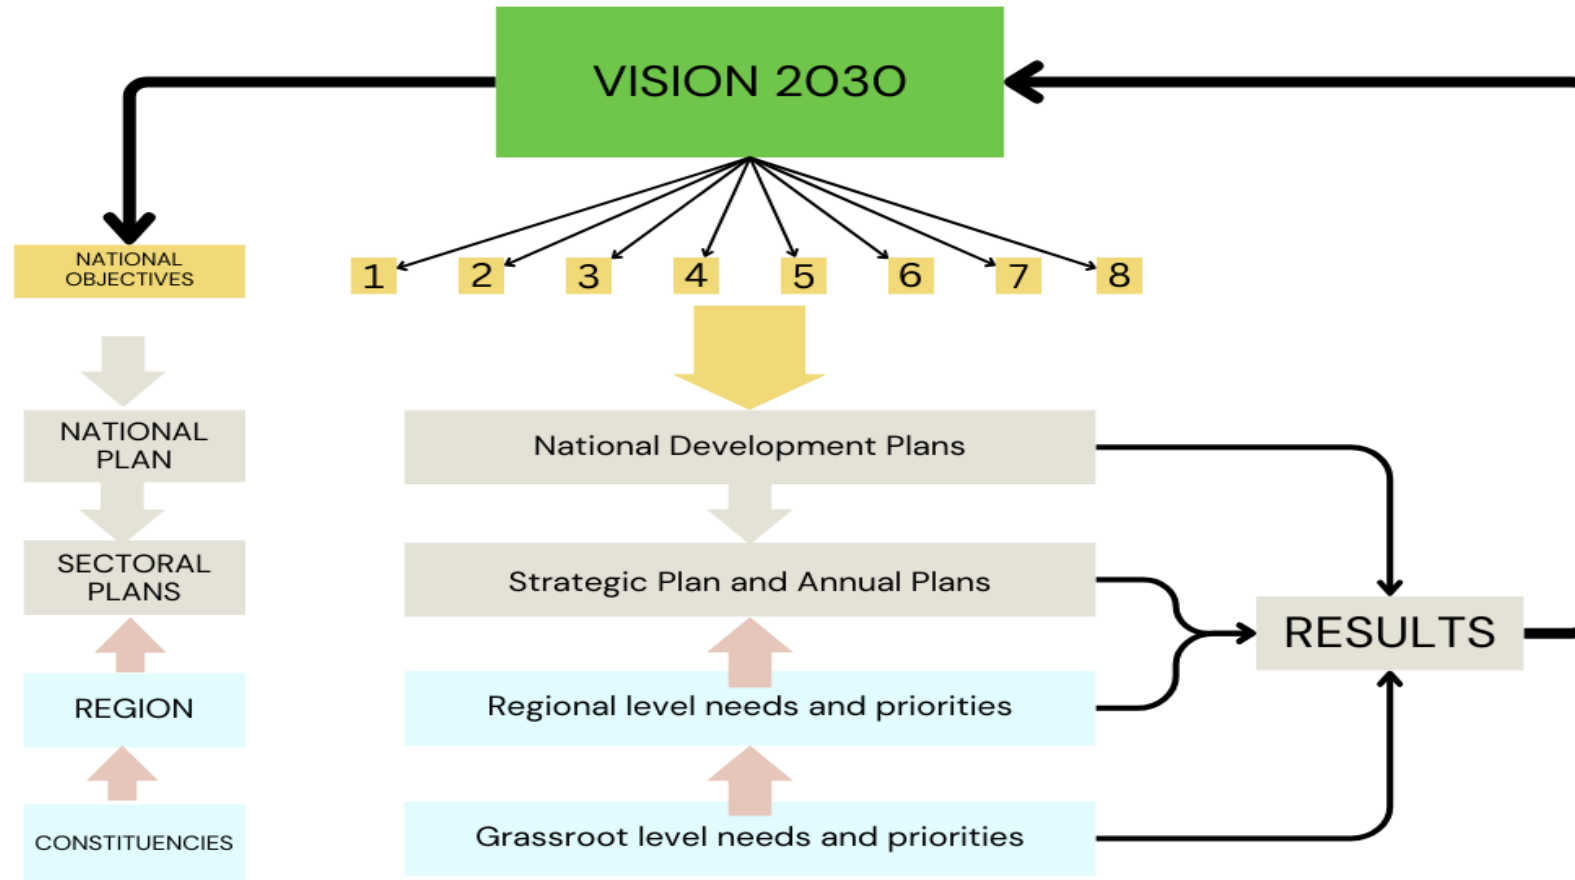 VISION 2030
NATIONAL
OBJECTIVES
1
2
3
4
5
6
7
8
NATIONAL
PLAN
National Development Plans
SECTORAL
PLANS
Strategic Plan and Annual Plans
RESULTS
REGION
Regional level needs and priorities
CONSTITUENCIES
Grassroot level needs and priorities